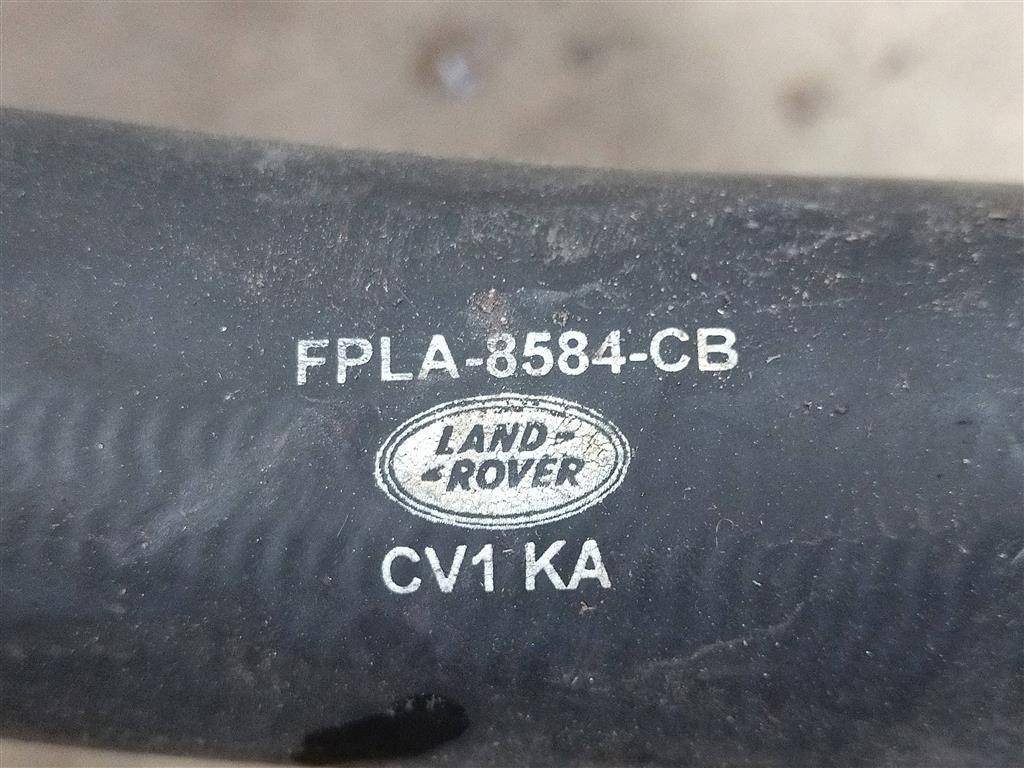 FPLA-8584-CB
LAND-
-ROVER
CV1 KA